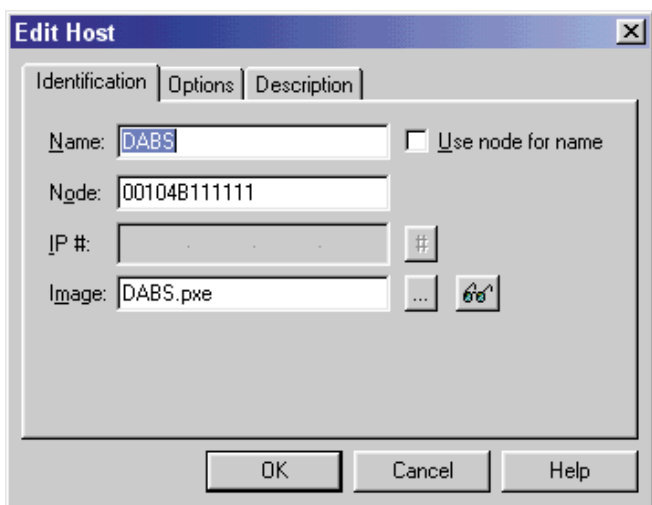 Edit Host
Identification Options Description
Name: DABS Use node for name
Node: 00104B111111
IP #: . . . #
Image: DABS.pxe ...
OK Cancel Help